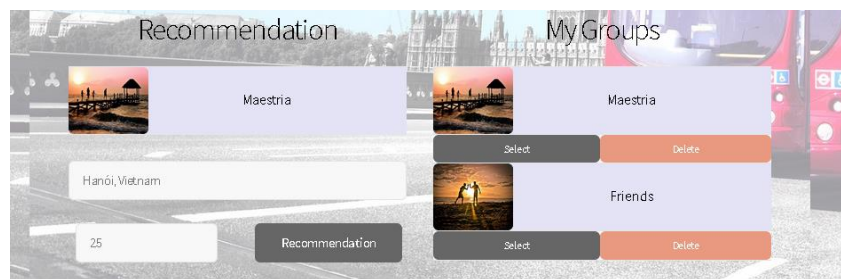 Recommendation
Maestria
Hanói, Vietnam
25
Recommendation
My Groups
Maestria
Select
Delete
Friends
Select
Delete